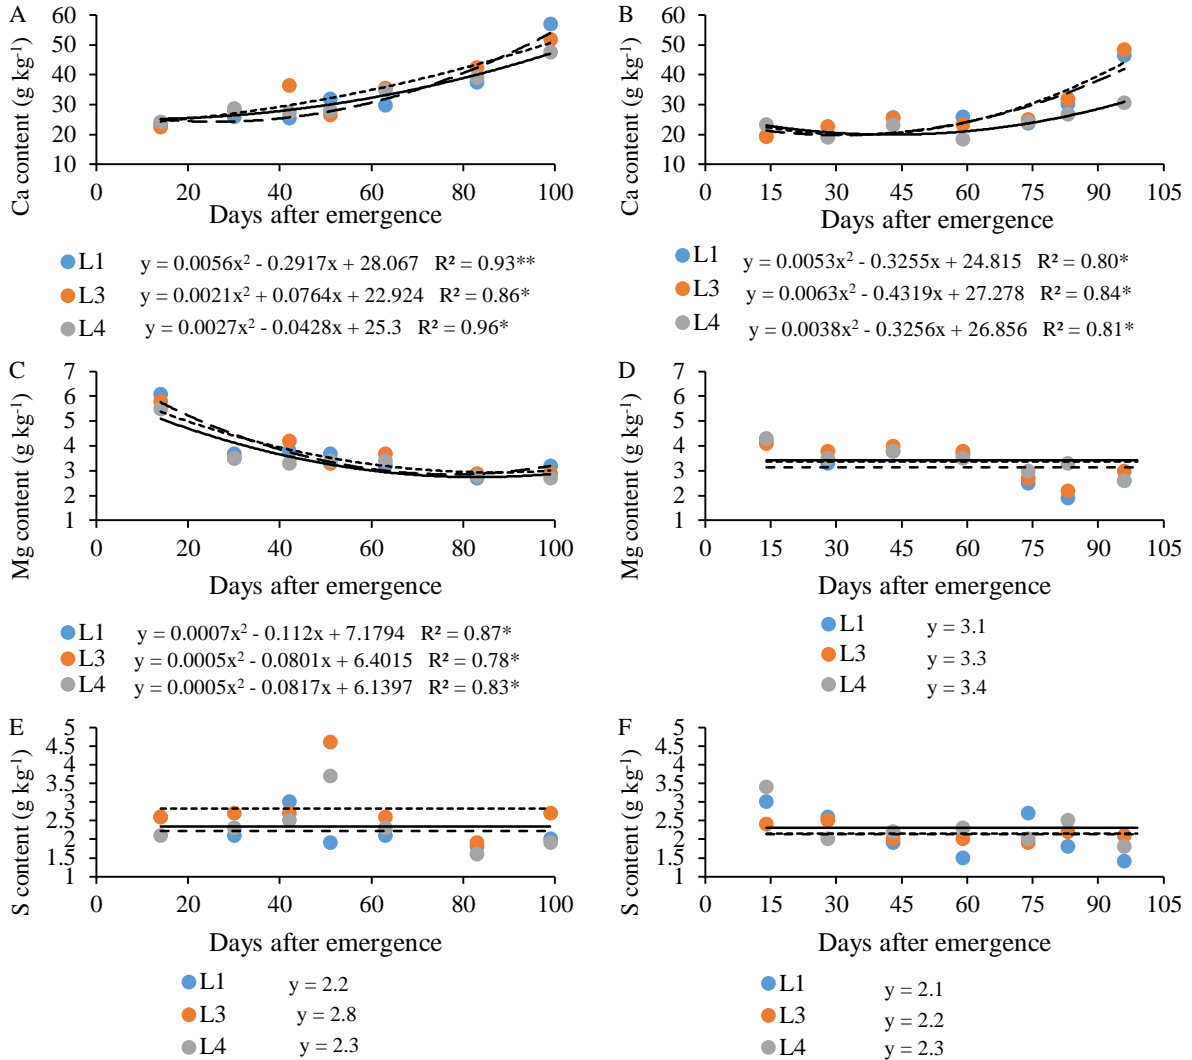 A
Ca content (g kg-1)
60
50
40
30
20
10
0 20 40 60 80 100
Days after emergence
L1 y = 0.0056x2 - 0.2917x + 28.067 R² = 0.93**
L3 y = 0.0021x2 + 0.0764x + 22.924 R² = 0.86*
L4 y = 0.0027x2 - 0.0428x + 25.3 R² = 0.96*
B
Ca content (g kg-1)
60
50
40
30
20
10
0 15 30 45 60 75 90 105
Days after emergence
L1 y = 0.0053x2 - 0.3255x + 24.815 R² = 0.80*
L3 y = 0.0063x2 - 0.4319x + 27.278 R² = 0.84*
L4 y = 0.0038x2 - 0.3256x + 26.856 R² = 0.81*
C
Mg content (g kg-1)
7
6
5
4
3
2
1
0 20 40 60 80 100
Days after emergence
L1 y = 0.0007x2 - 0.112x + 7.1794 R² = 0.87*
L3 y = 0.0005x2 - 0.0801x + 6.4015 R² = 0.78*
L4 y = 0.0005x2 - 0.0817x + 6.1397 R² = 0.83*
D
Mg content (g kg-1)
7
6
5
4
3
2
1
0 15 30 45 60 75 90 105
Days after emergence
L1 y = 3.1
L3 y = 3.3
L4 y = 3.4
E
S content (g kg-1)
5
4.5
4
3.5
3
2.5
2
1.5
1
0 20 40 60 80 100
Days after emergence
L1 y = 2.2
L3 y = 2.8
L4 y = 2.3
F
S content (g kg-1)
5
4.5
4
3.5
3
2.5
2
1.5
1
0 15 30 45 60 75 90 105
Days after emergence
L1 y = 2.1
L3 y = 2.2
L4 y = 2.3